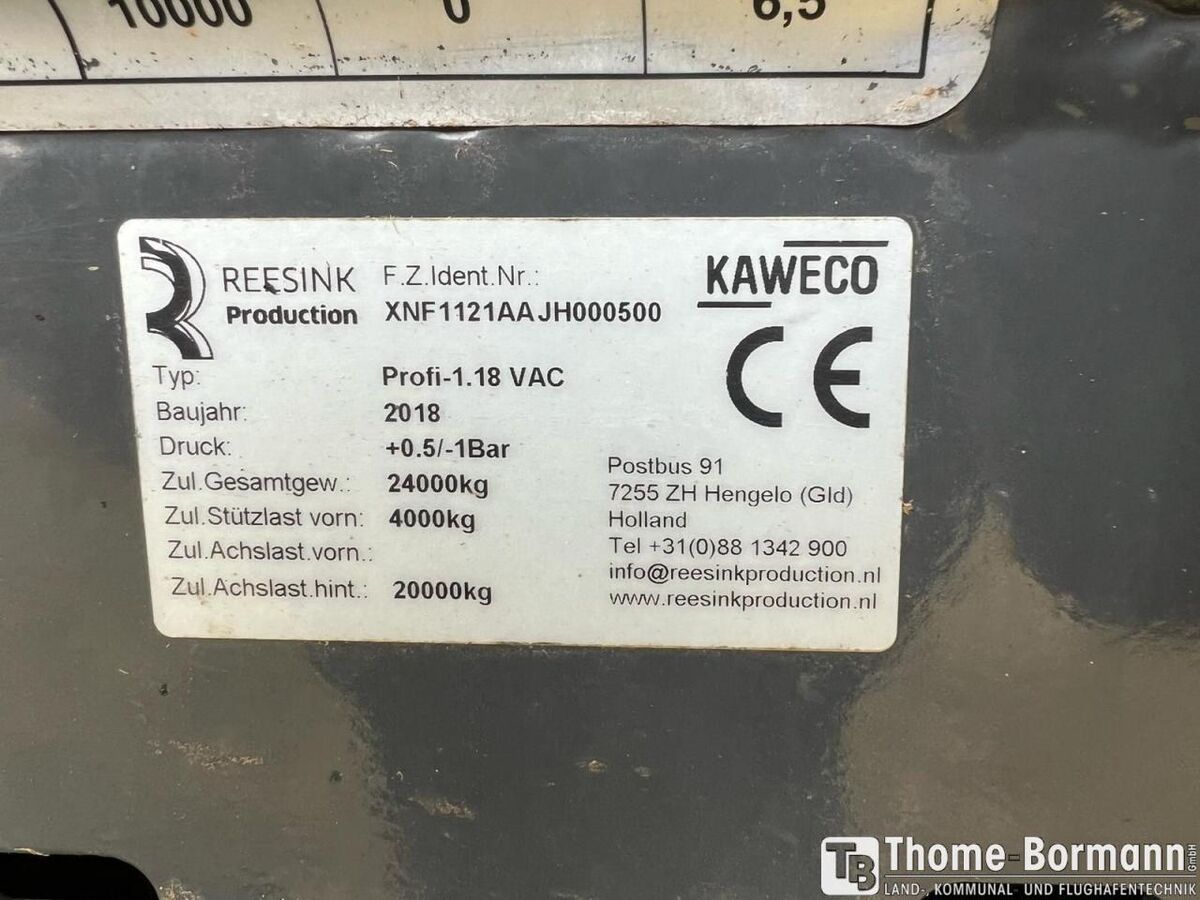 10000 0 6,5
REESINK
Production
F.Z.Ident.Nr.:
XNF1121AAJH000500
KAWECO
CE
Typ: Profi-1.18 VAC
Baujahr: 2018
Druck: +0.5/-1Bar
Zul.Gesamtgew.: 24000kg
Zul.Stützlast vorn: 4000kg
Zul.Achslast.vorn.:
Zul.Achslast.hint.: 20000kg
Postbus 91
7255 ZH Hengelo (Gld)
Holland
Tel +31(0)88 1342 900
info@reesinkproduction.nl
www.reesinkproduction.nl
TB Thome-Bormann GmbH
LAND-, KOMMUNAL- UND FLUGHAFENTECHNIK